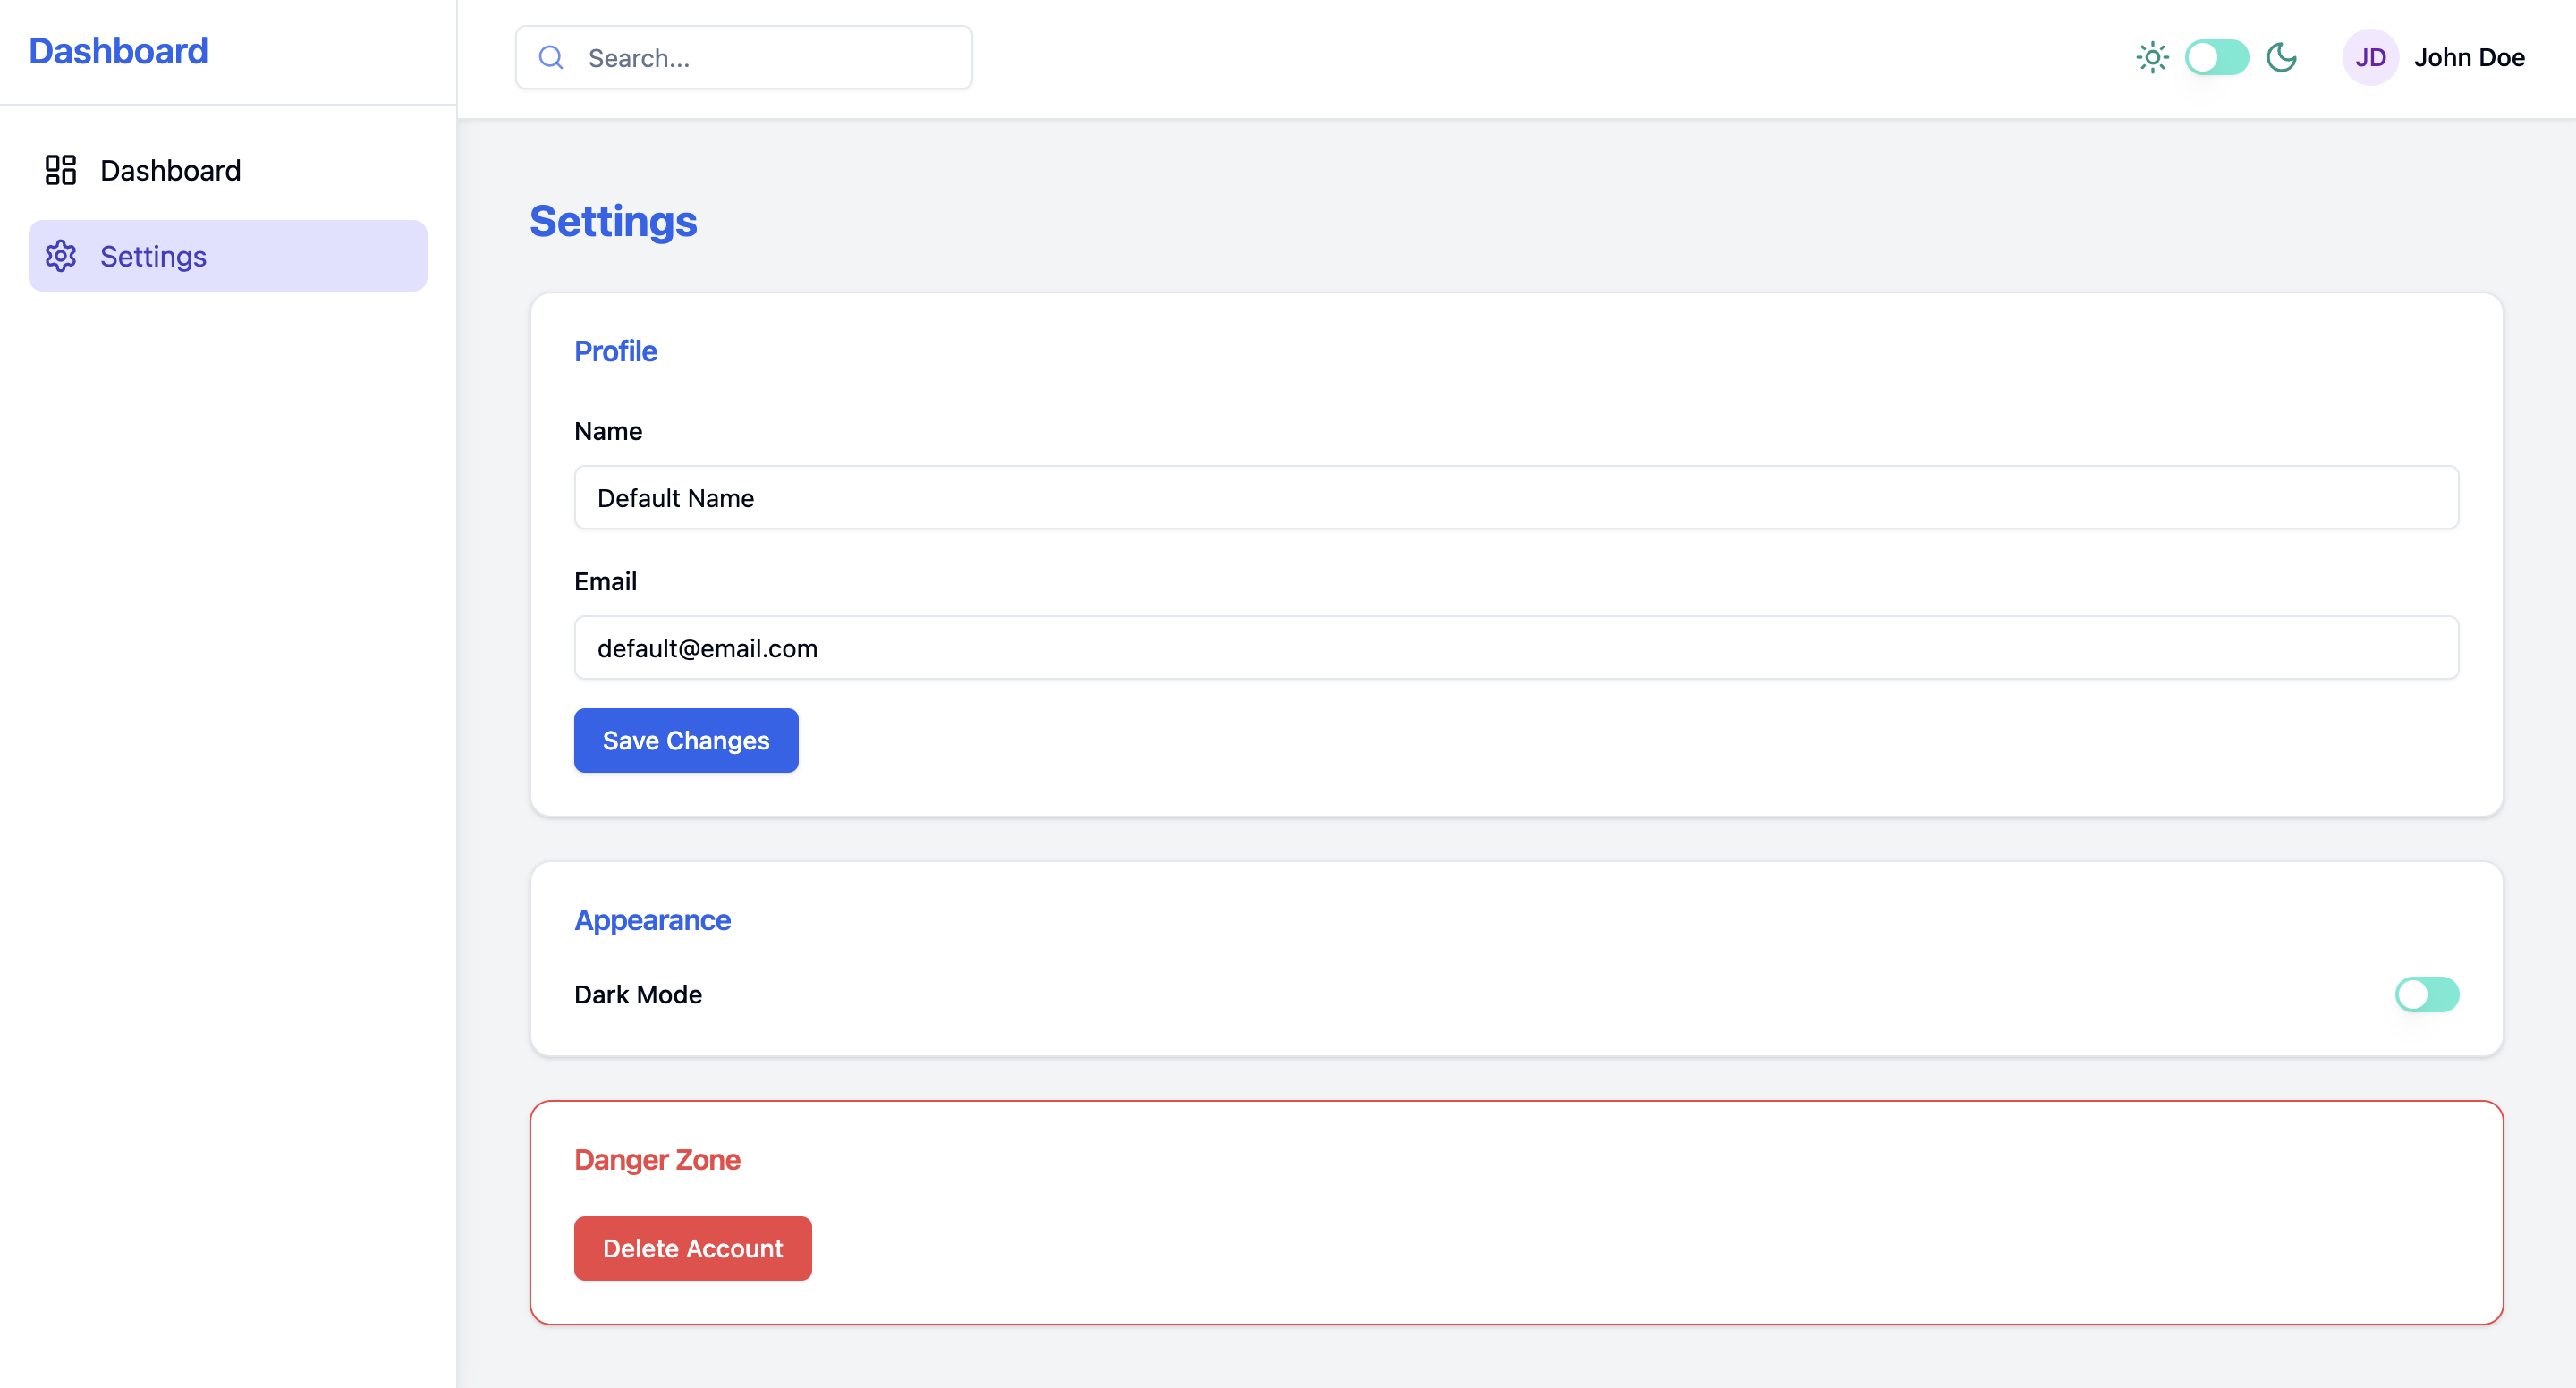 Dashboard
Search...
JD
John Doe
Dashboard
Settings
Settings
Profile
Name
Default Name
Email
default@email.com
Save Changes
Appearance
Dark Mode
Danger Zone
Delete Account